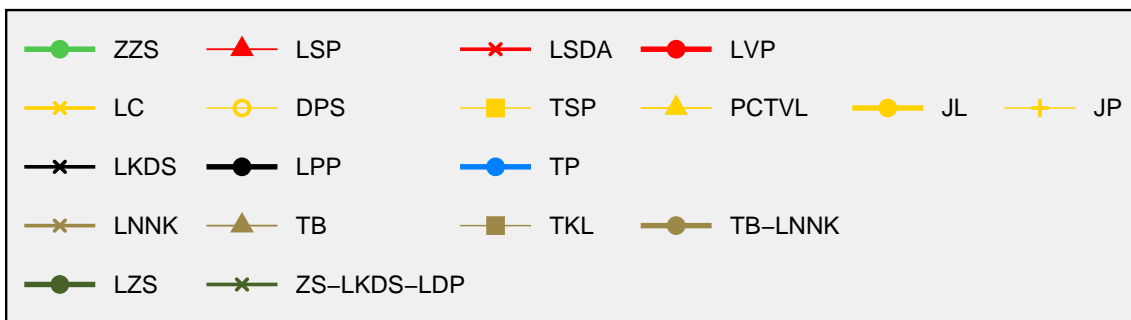 ZZS LSP LSDA LVP
LC DPS TSP PCTVL JL JP
LKDS LPP TP
LNNK TB TKL TB–LNNK
LZS ZS–LKDS–LDP